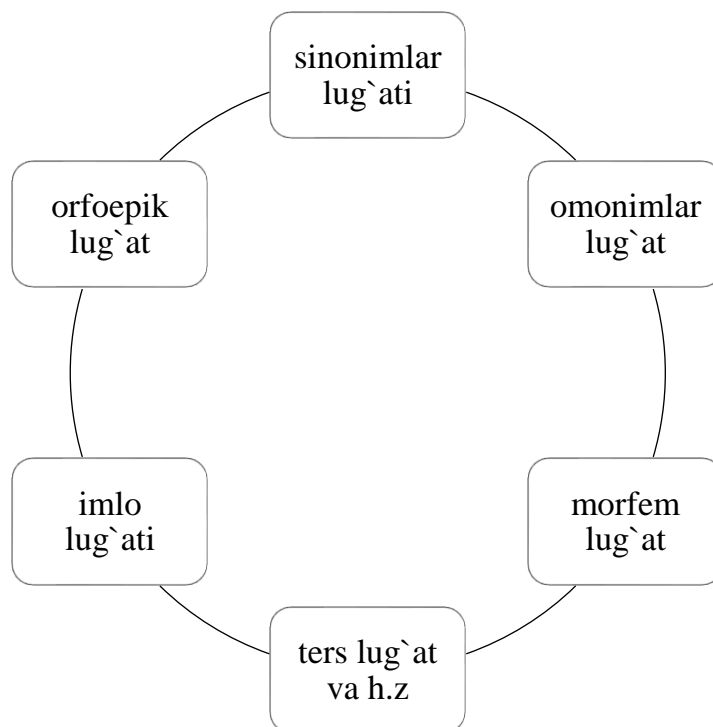 sinonimlar
lug`ati
omonimlar
lug`at
morfem
lug`at
ters lug`at
va h.z
imlo
lug`ati
orfoepik
lug`at